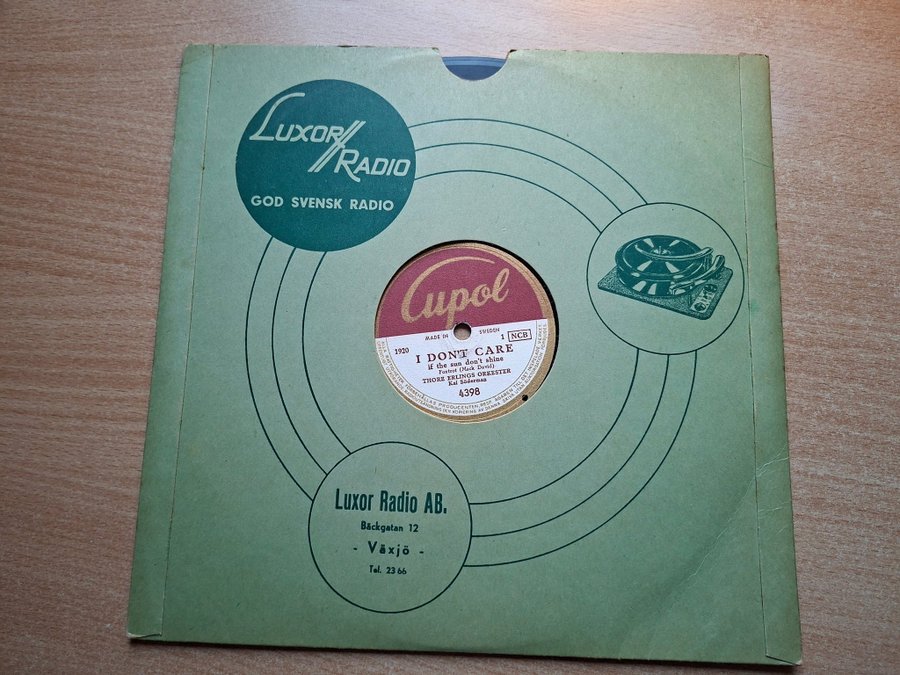 LUXOR RADIO
GOD SVENSK RADIO
Cupol
MADE IN SWEDEN
1920
1 NCB
I DON'T CARE
if the sun don't shine
Foxtrot (Mack David)
THORE ERLINGS ORKESTER
Kai Söderman
4398
Luxor Radio AB.
Bäckgatan 12
- Växjö -
Tel. 23 66